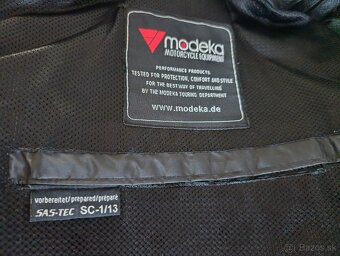 modeka
MOTORCYCLE EQUIPMENT
PERFORMANCE PRODUCTS
TESTED FOR PROTECTION, COMFORT AND STYLE
FOR THE BEST WAY OF TRAVELLING
BY THE MODEKA TOURING DEPARTMENT
www.modeka.de
vorbereitet/prepared/préparé
SAS-TEC SC-1/13
bazos.sk